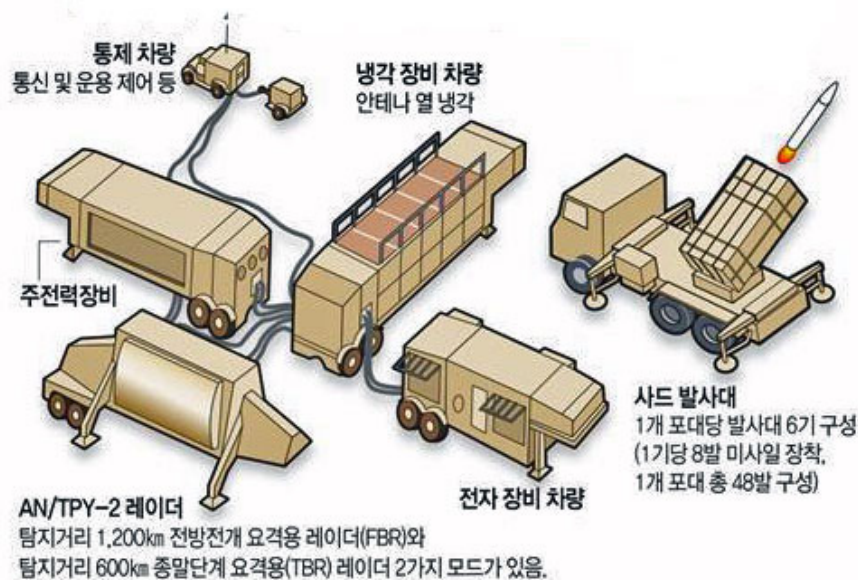 통제 차량
통신 및 운용 제어 등
냉각 장비 차량
안테나 열 냉각
주전력장비
사드 발사대
1개 포대당 발사대 6기 구성
(1기당 8발 미사일 장착,
1개 포대 총 48발 구성)
전자 장비 차량
AN/TPY-2 레이더
탐지거리 1,200㎞ 전방전개 요격용 레이더(FBR)와
탐지거리 600㎞ 종말단계 요격용(TBR) 레이더 2가지 모드가 있음.